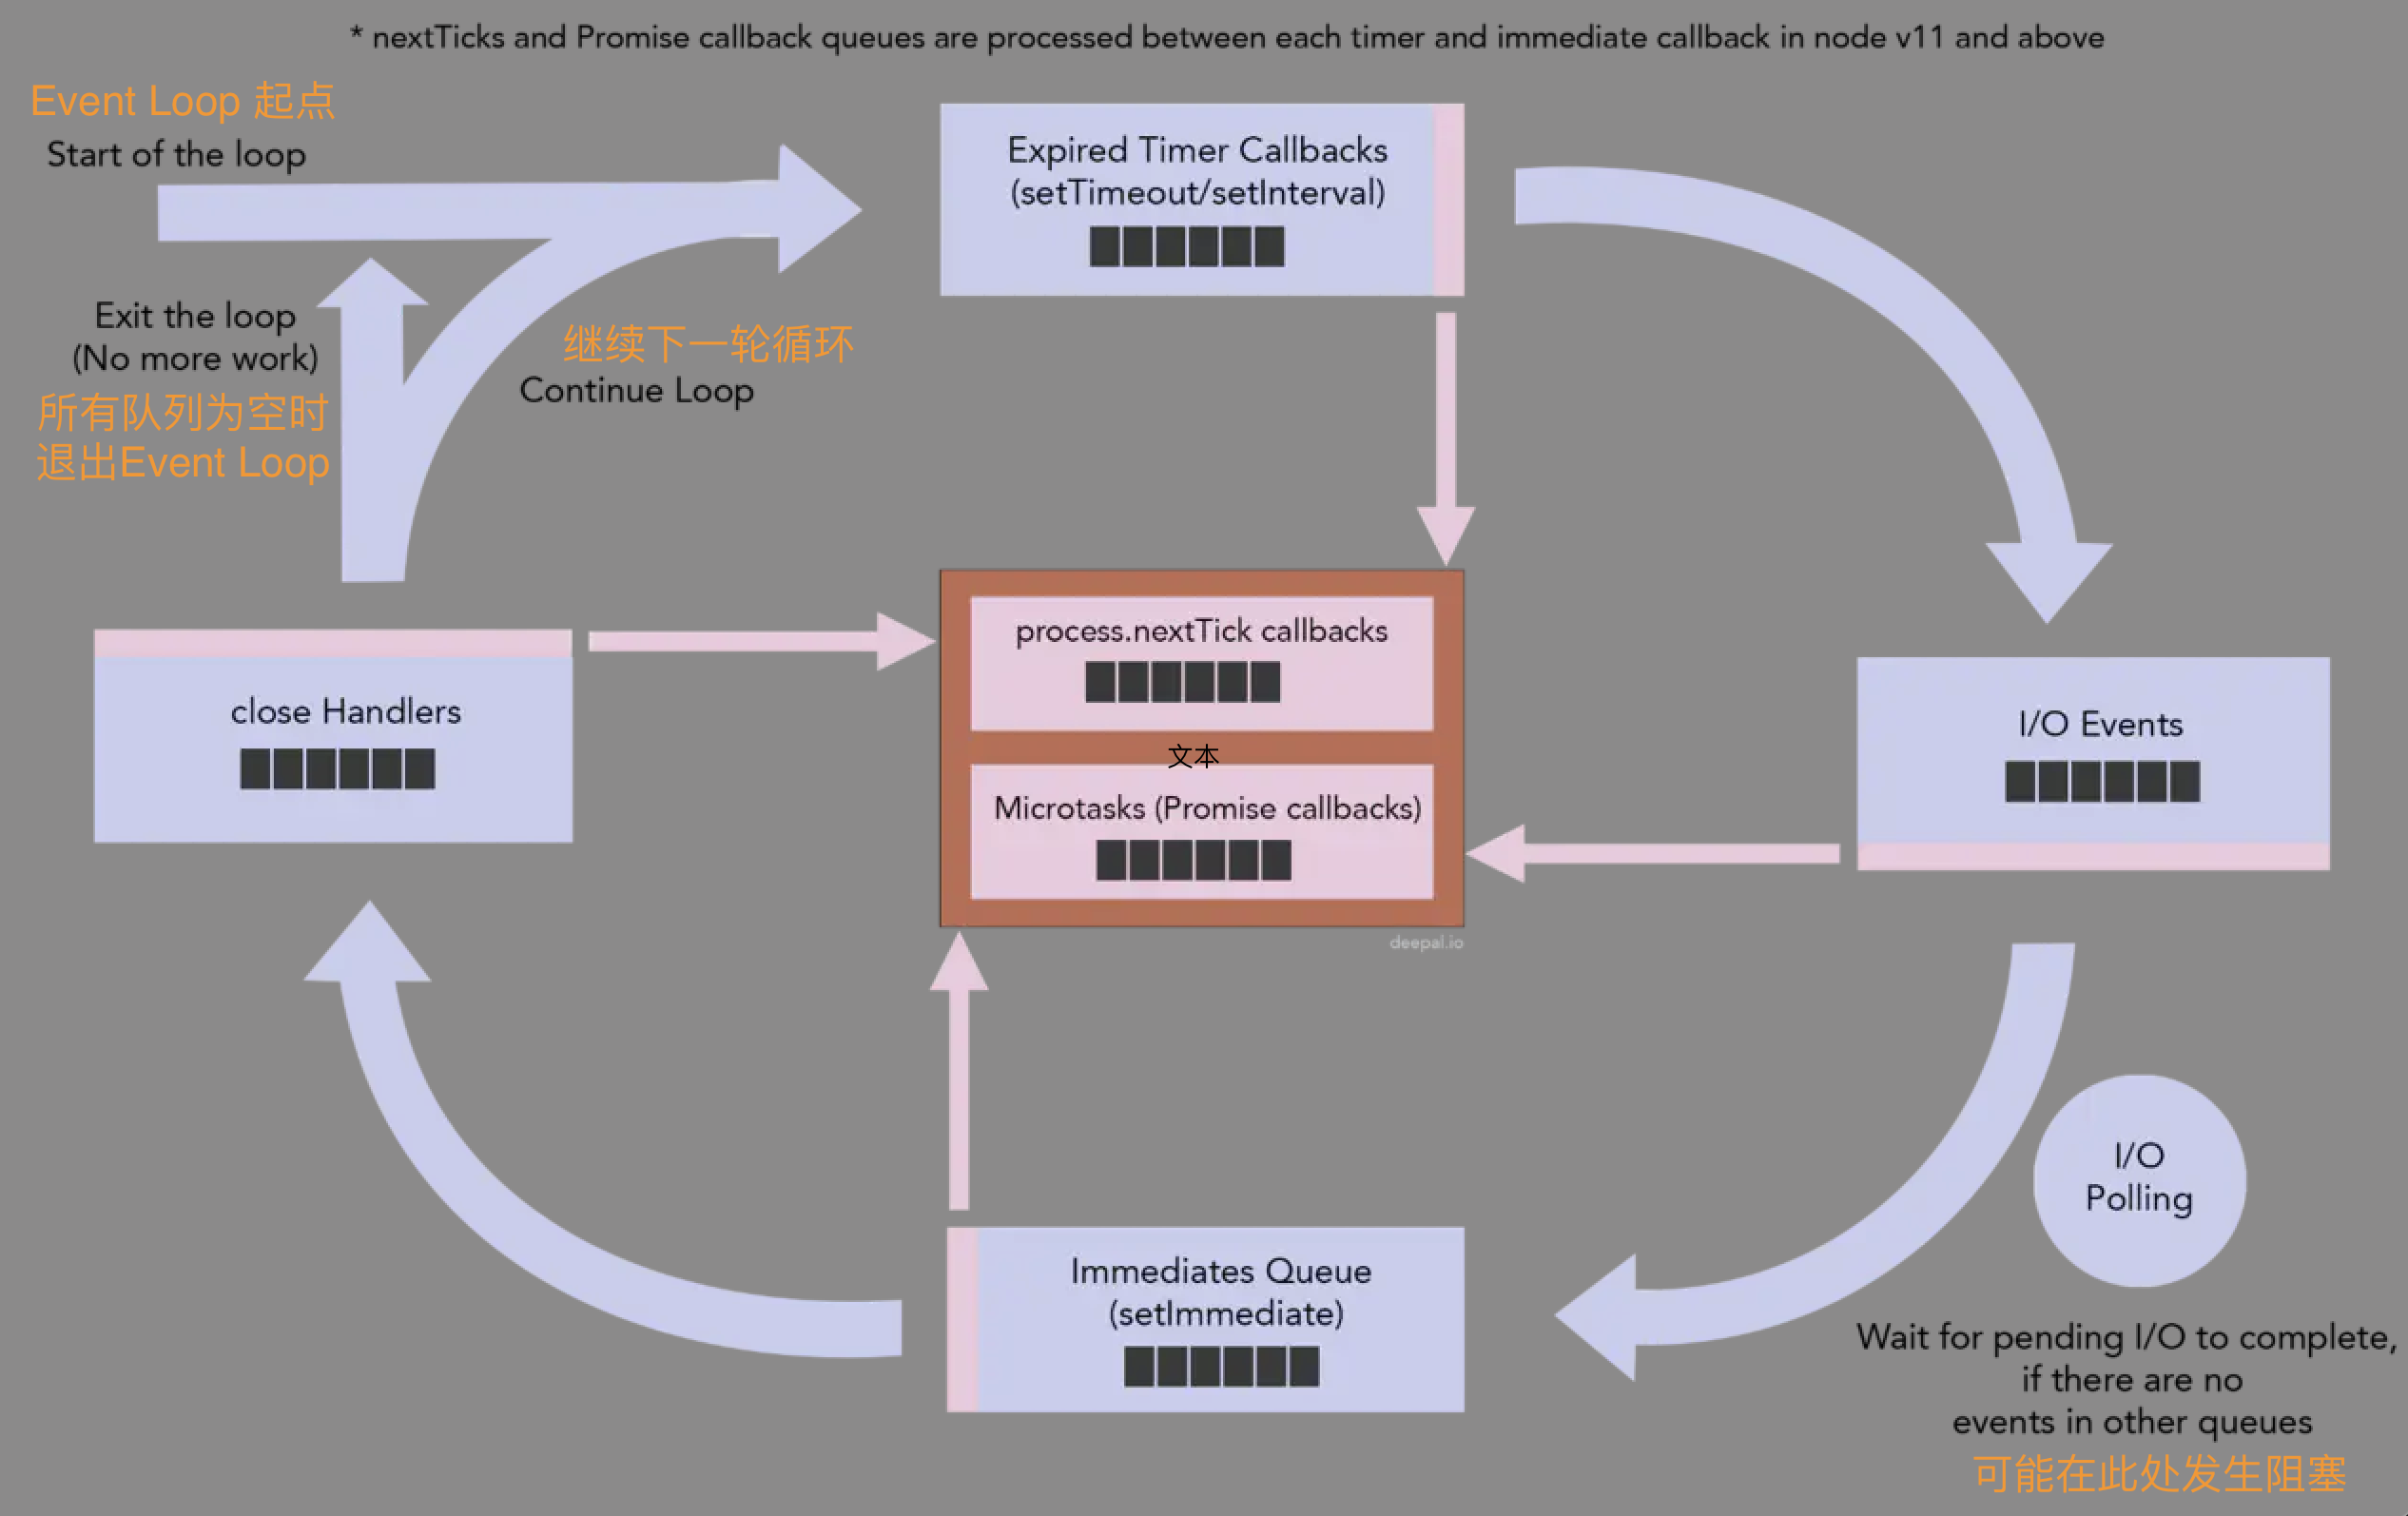 * nextTicks and Promise callback queues are processed between each timer and immediate callback in node v11 and above
Event Loop 起点
Start of the loop
Expired Timer Callbacks
(setTimeout/setInterval)
Exit the loop
(No more work)
所有队列为空时
退出Event Loop
继续下一轮循环
Continue Loop
process.nextTick callbacks
文本
Microtasks (Promise callbacks)
deepal.io
close Handlers
I/O Events
I/O
Polling
Immediates Queue
(setImmediate)
Wait for pending I/O to complete,
if there are no
events in other queues
可能在此处发生阻塞